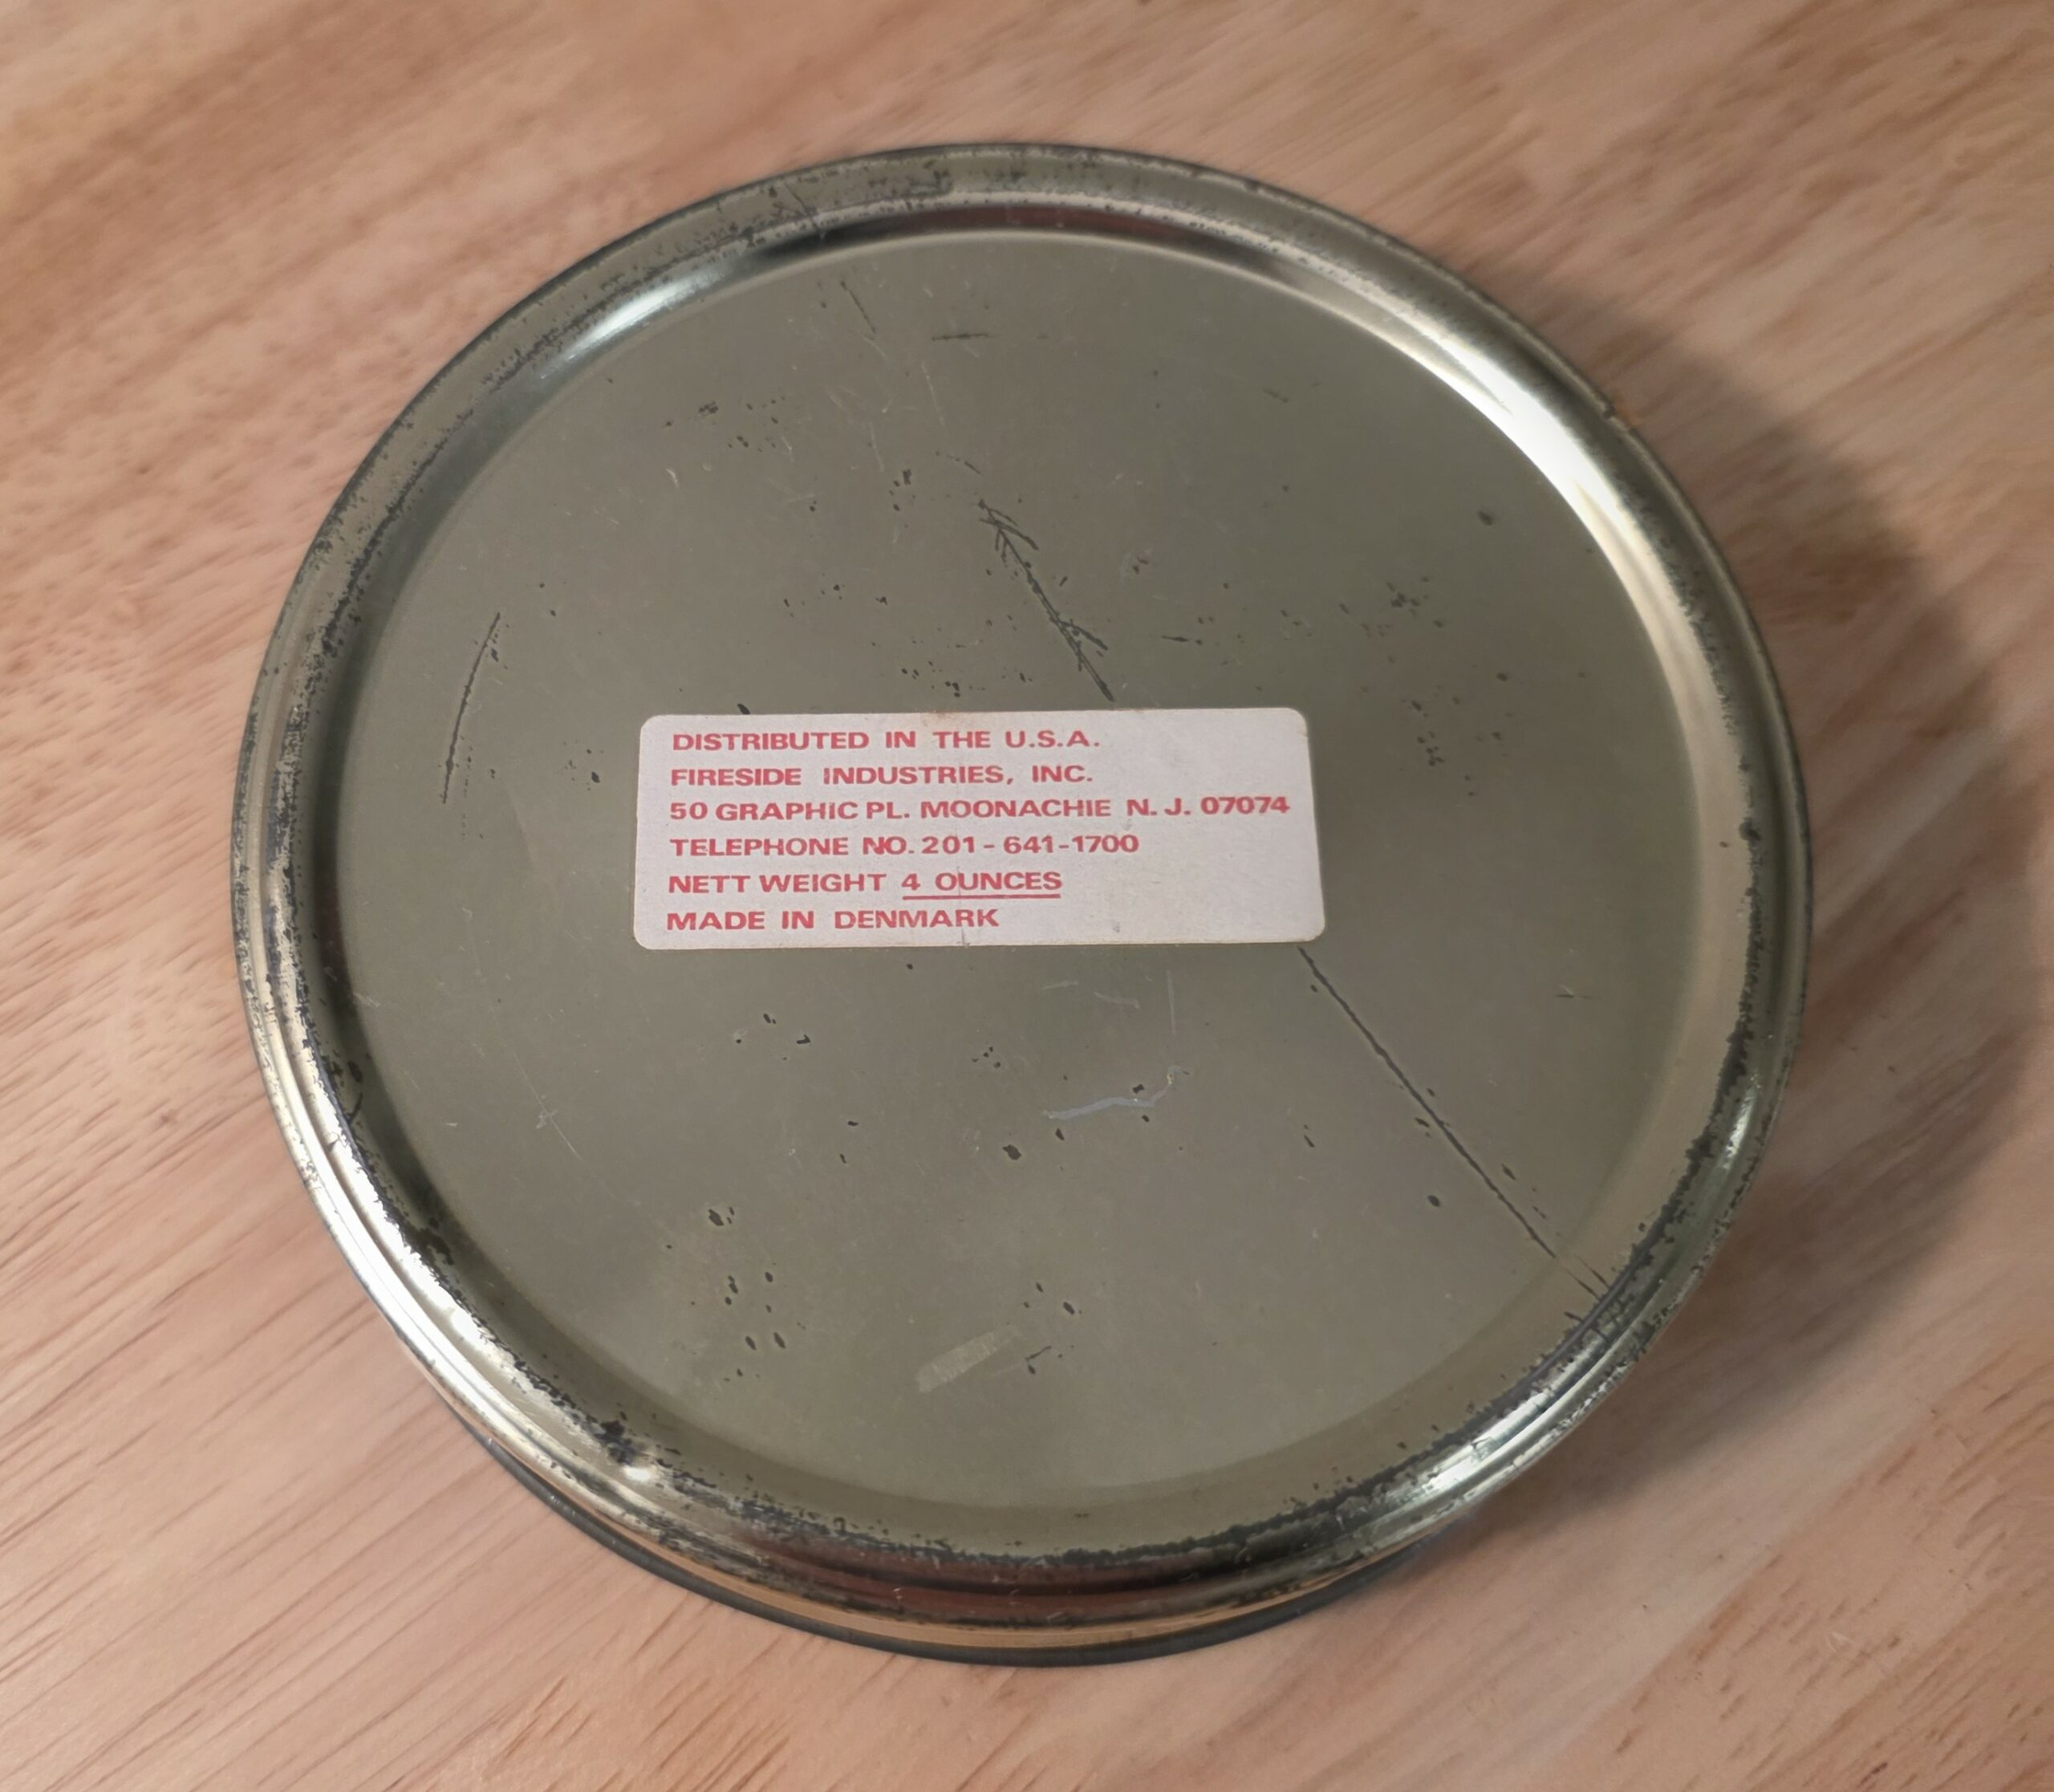 DISTRIBUTED IN THE U.S.A.
FIRESIDE INDUSTRIES, INC.
50 GRAPHIC PL. MOONACHIE N. J. 07074
TELEPHONE NO. 201-641-1700
NETT WEIGHT 4 OUNCES
MADE IN DENMARK